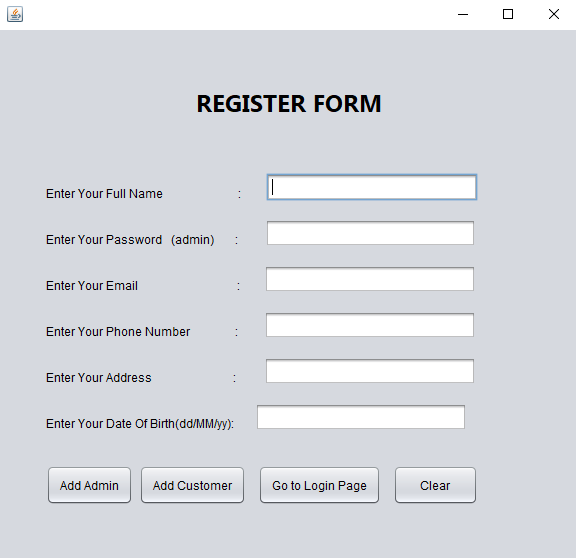 REGISTER FORM
Enter Your Full Name :
Enter Your Password (admin) :
Enter Your Email :
Enter Your Phone Number :
Enter Your Address :
Enter Your Date Of Birth(dd/MM/yy):
Add Admin Add Customer Go to Login Page Clear